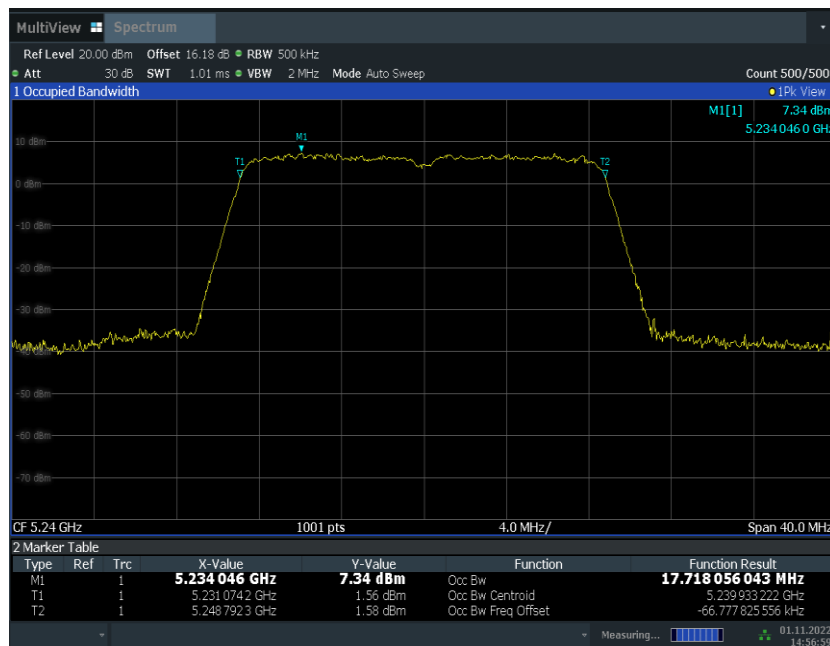 MultiView Spectrum
Ref Level 20.00 dBm Offset 16.18 dB RBW 500 kHz
Att 30 dB SWT 1.01 ms VBW 2 MHz Mode Auto Sweep Count 500/500
1 Occupied Bandwidth 1Pk View
M1[1] 7.34 dBm
5.234 046 0 GHz
M1
10 dBm
T1 T2
0 dBm
-10 dBm
-20 dBm
-30 dBm
-40 dBm
-50 dBm
-60 dBm
-70 dBm
CF 5.24 GHz 1001 pts 4.0 MHz/ Span 40.0 MHz
2 Marker Table
Type Ref Trc X-Value Y-Value Function Function Result
M1 1 5.234 046 GHz 7.34 dBm Occ Bw 17.718 056 043 MHz
T1 1 5.231 074 2 GHz 1.56 dBm Occ Bw Centroid 5.239 933 222 GHz
T2 1 5.248 792 3 GHz 1.58 dBm Occ Bw Freq Offset -66.777 825 556 kHz
Measuring... 01.11.2022
14:56:59